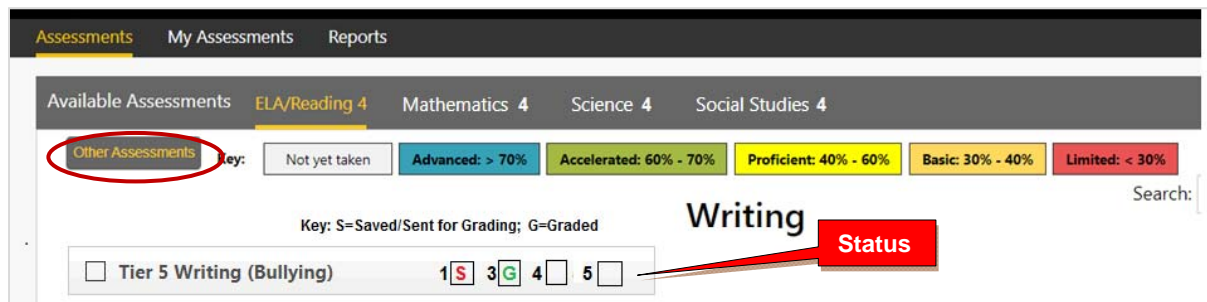 Assessments My Assessments Reports
Available Assessments ELA/Reading 4 Mathematics 4 Science 4 Social Studies 4
Other Assessments Key: Not yet taken Advanced: > 70% Accelerated: 60% - 70% Proficient: 40% - 60% Basic: 30% - 40% Limited: < 30%
Search:
Key: S=Saved/Sent for Grading; G=Graded Writing
Status
Tier 5 Writing (Bullying) 1 S 3 G 4 5